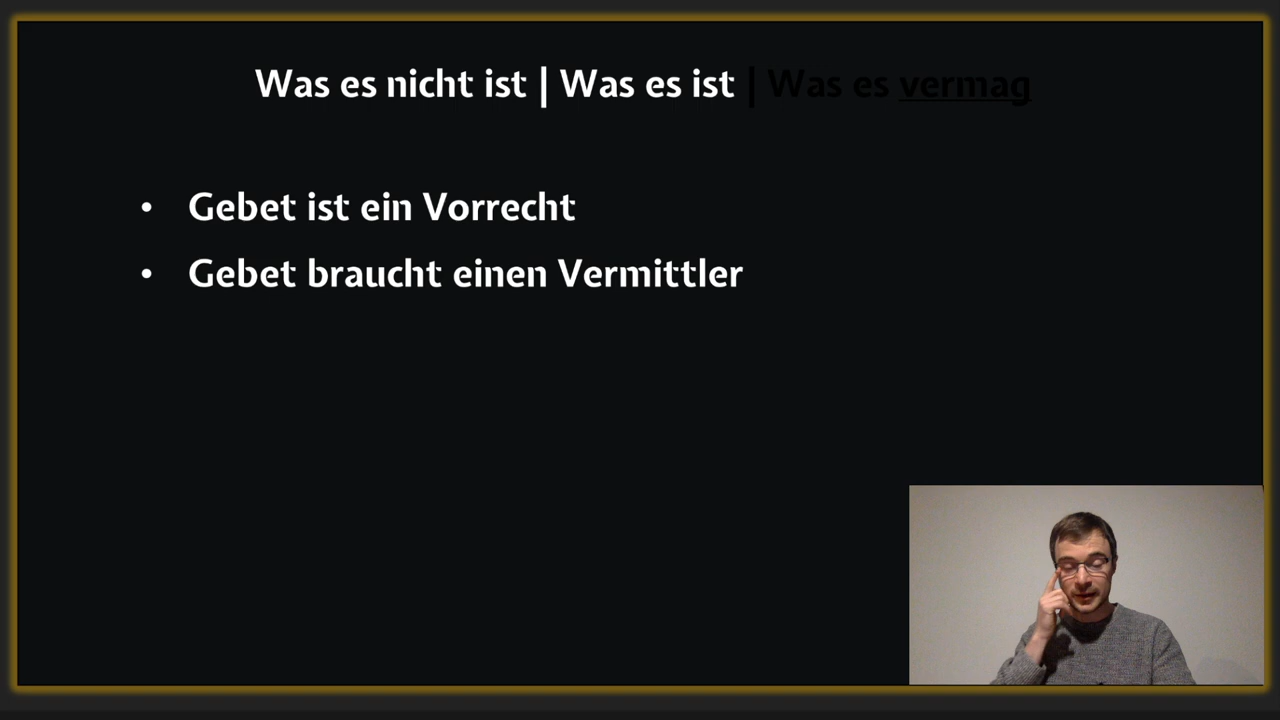 Was es nicht ist | Was es ist | Was es vermag
• Gebet ist ein Vorrecht
• Gebet braucht einen Vermittler